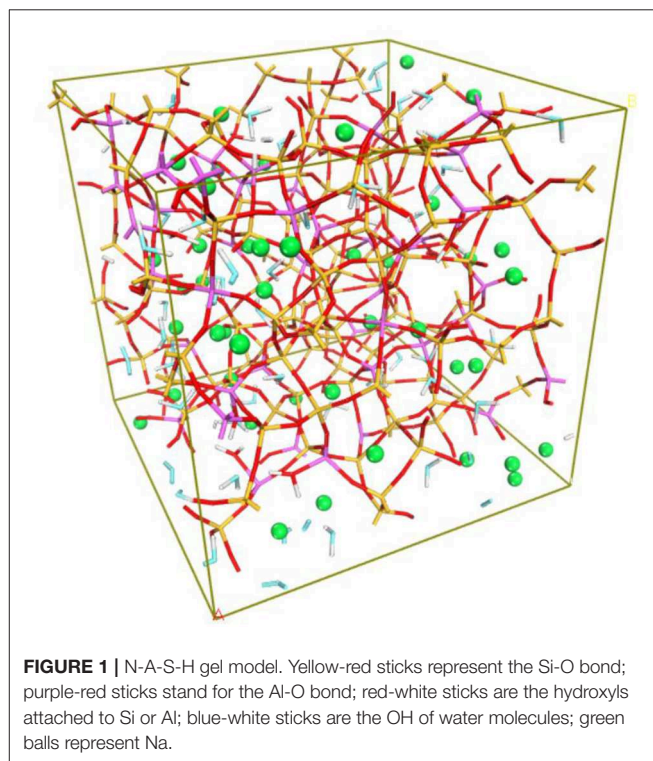 B
A
FIGURE 1 | N-A-S-H gel model. Yellow-red sticks represent the Si-O bond;
purple-red sticks stand for the Al-O bond; red-white sticks are the hydroxyls
attached to Si or Al; blue-white sticks are the OH of water molecules; green
balls represent Na.